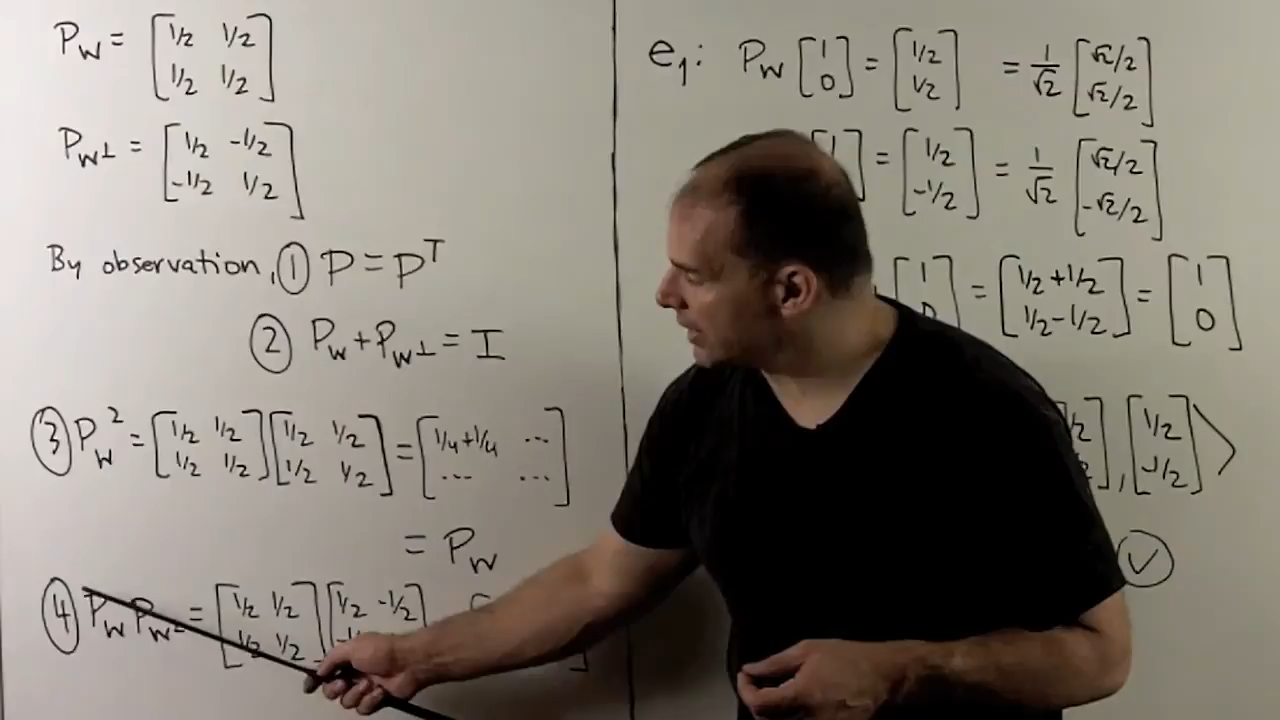 P_W = [1/2 1/2
1/2 1/2]
P_W⊥ = [1/2 -1/2
-1/2 1/2]
By observation, ① P = P^T
② P_W + P_W⊥ = I
③ P_W^2 = [1/2 1/2 [1/2 1/2 = [1/4+1/4 ...
1/2 1/2] 1/2 1/2] ... ...]
= P_W
④ P_W P_W⊥ = [1/2 1/2 [1/2 -1/2
1/2 1/2]
e_1: P_W [1 = [1/2 = 1/√2 [√2/2
0] 1/2] √2/2]
1] = [1/2 = 1/√2 [√2/2
-1/2] -√2/2]
[1 = [1/2+1/2 = [1
1/2-1/2] 0]
], [1/2
-1/2] >
✓